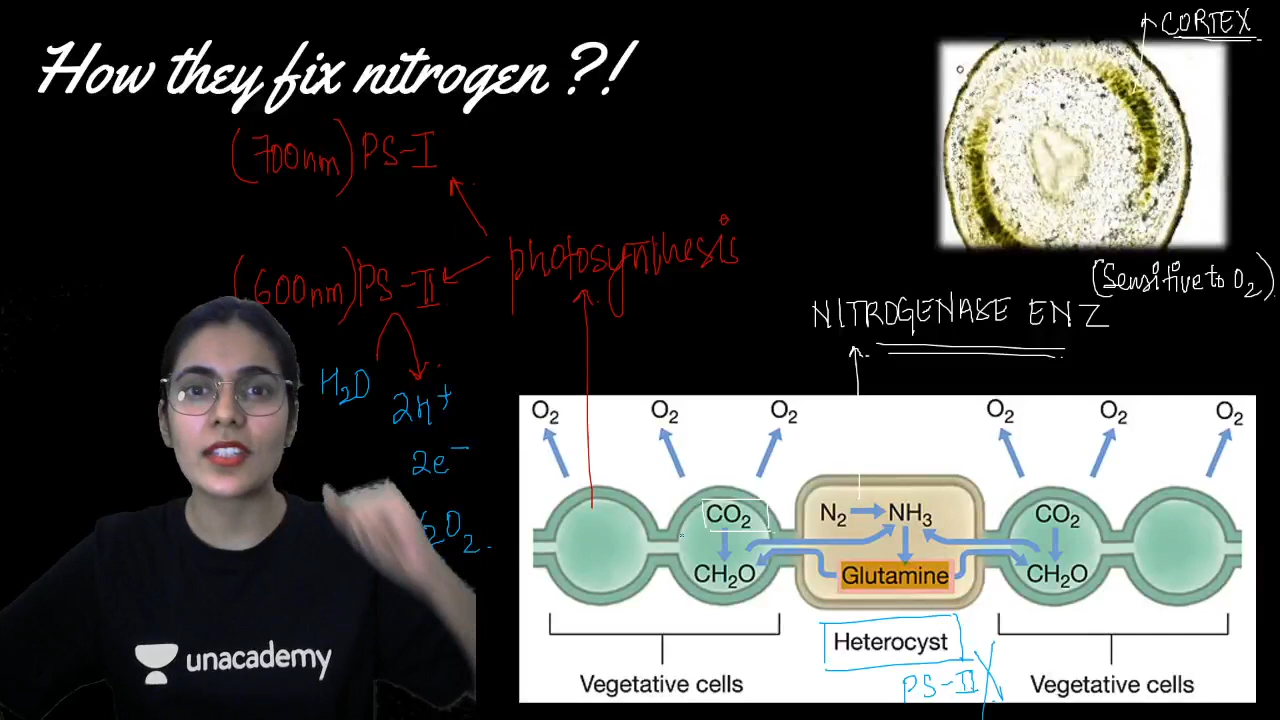 How they fix nitrogen ?!
CORTEX
(700nm) PS-I
photosynthesis
(600nm) PS-II
(Sensitive to O2)
NITROGENASE ENZ
H2O
2H+
2e-
O2 O2 O2 O2 O2 O2
CO2 N2 NH3 CO2
CH2O Glutamine CH2O
Heterocyst
Vegetative cells PS-II Vegetative cells
unacademy